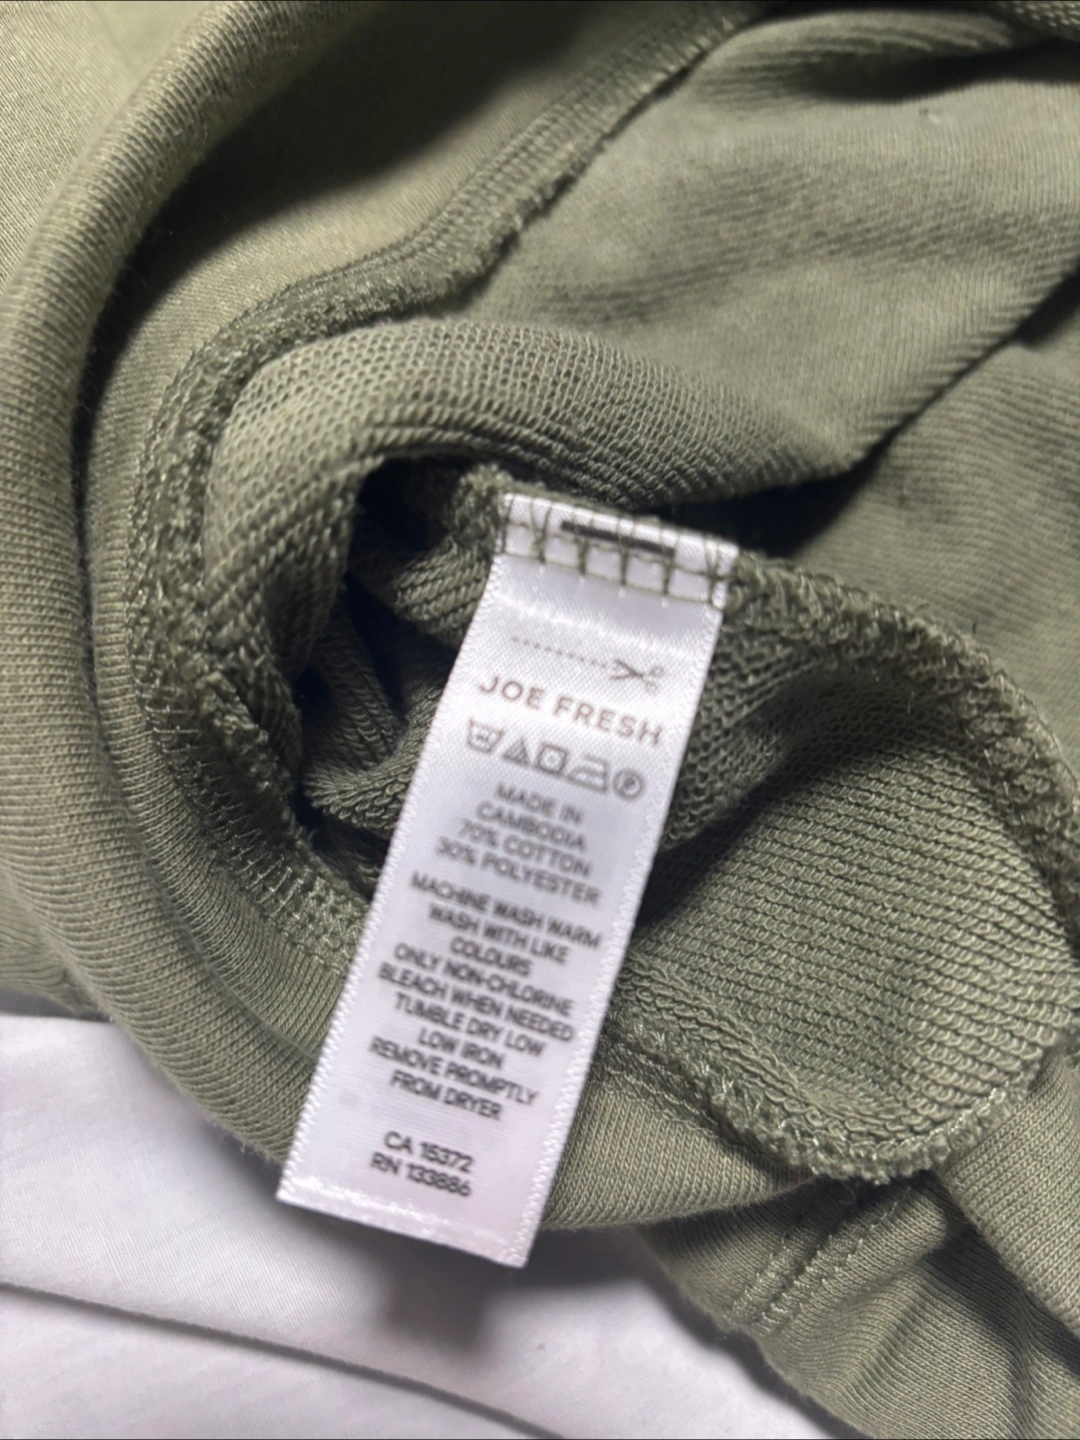 JOE FRESH
MADE IN
CAMBODIA
70% COTTON
30% POLYESTER
MACHINE WASH WARM
WASH WITH LIKE
COLOURS
ONLY NON-CHLORINE
BLEACH WHEN NEEDED
TUMBLE DRY LOW
LOW IRON
REMOVE PROMPTLY
FROM DRYER
CA 15372
RN 133886